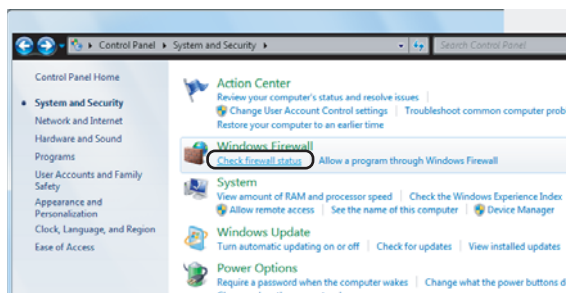 Control Panel ▸ System and Security ▸ Search Control Panel
Control Panel Home
System and Security
Network and Internet
Hardware and Sound
Programs
User Accounts and Family
Safety
Appearance and
Personalization
Clock, Language, and Region
Ease of Access
Action Center
Review your computer's status and resolve issues
Change User Account Control settings Troubleshoot common computer prob
Restore your computer to an earlier time
Windows Firewall
Check firewall status Allow a program through Windows Firewall
System
View amount of RAM and processor speed Check the Windows Experience Index
Allow remote access See the name of this computer Device Manager
Windows Update
Turn automatic updating on or off Check for updates View installed updates
Power Options
Require a password when the computer wakes Change what the power buttons d